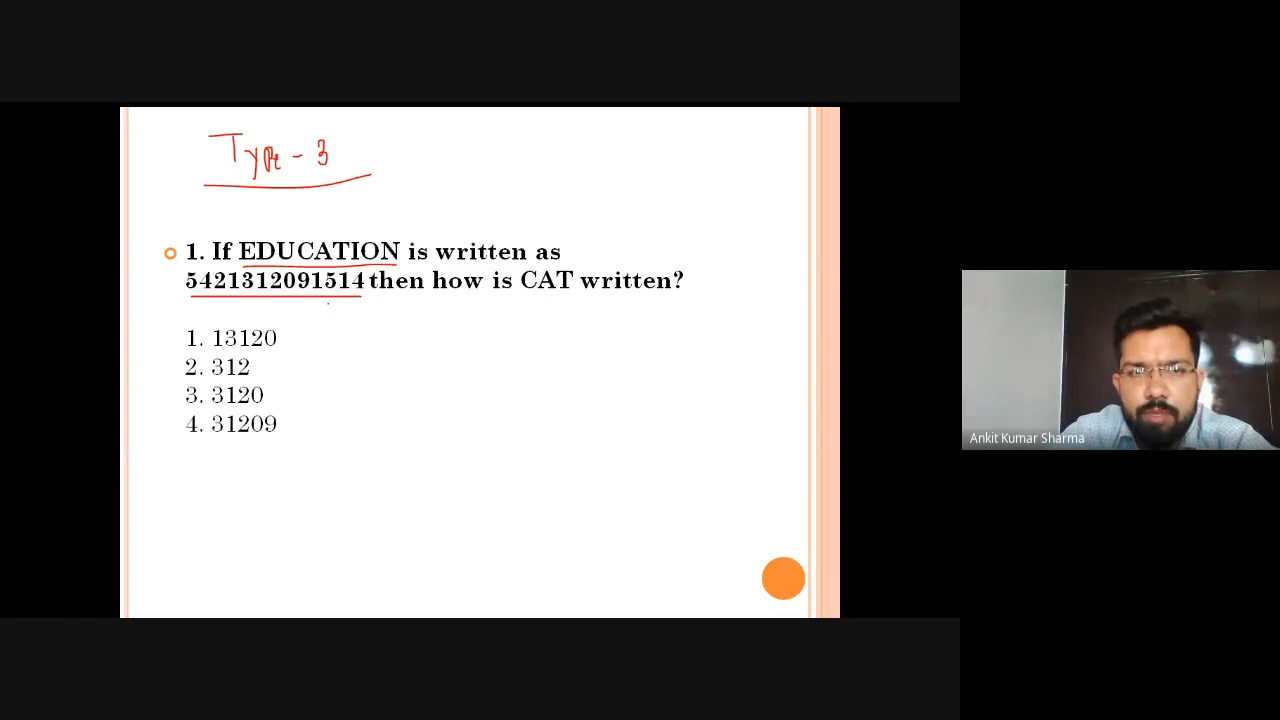 Type - 3
1. If EDUCATION is written as
5421312091514 then how is CAT written?
1. 13120
2. 312
3. 3120
4. 31209
Ankit Kumar Sharma